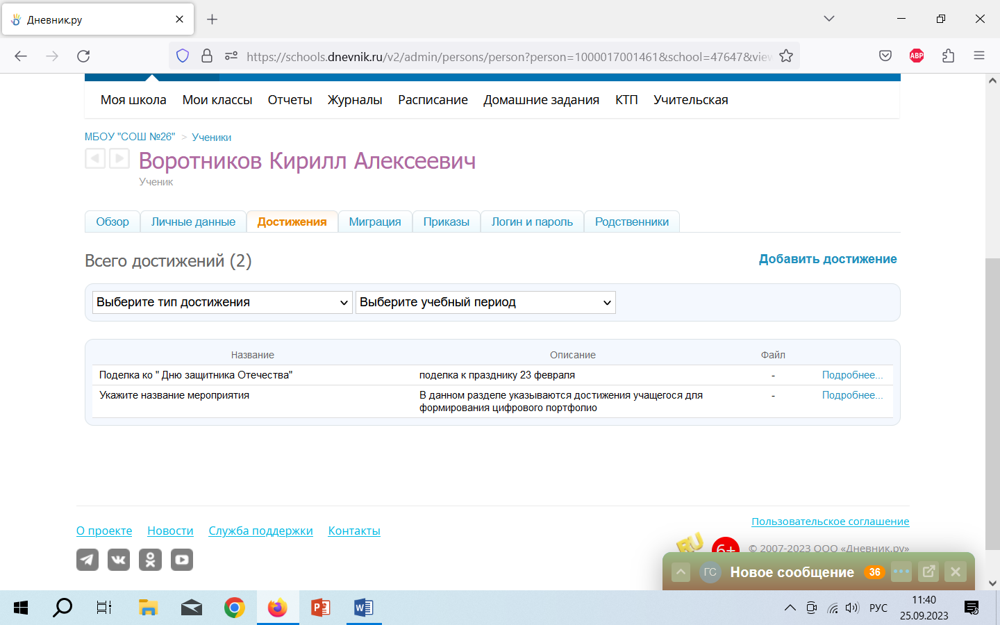 Дневник.ру
https://schools.dnevnik.ru/v2/admin/persons/person?person=1000017001461&school=47647&view
ABP
Моя школа Мои классы Отчеты Журналы Расписание Домашние задания КТП Учительская
МБОУ "СОШ №26" > Ученики
Воротников Кирилл Алексеевич
Ученик
Обзор Личные данные Достижения Миграция Приказы Логин и пароль Родственники
Всего достижений (2)
Добавить достижение
Выберите тип достижения Выберите учебный период
Название Описание Файл
Поделка ко " Дню защитника Отечества" поделка к празднику 23 февраля - Подробнее...
Укажите название мероприятия В данном разделе указываются достижения учащегося для - Подробнее...
формирования цифрового портфолио
Пользовательское соглашение
О проекте Новости Служба поддержки Контакты
RU 6+ © 2007-2023 ООО «Дневник.ру»
ГС Новое сообщение 36
РУС
11:40
25.09.2023